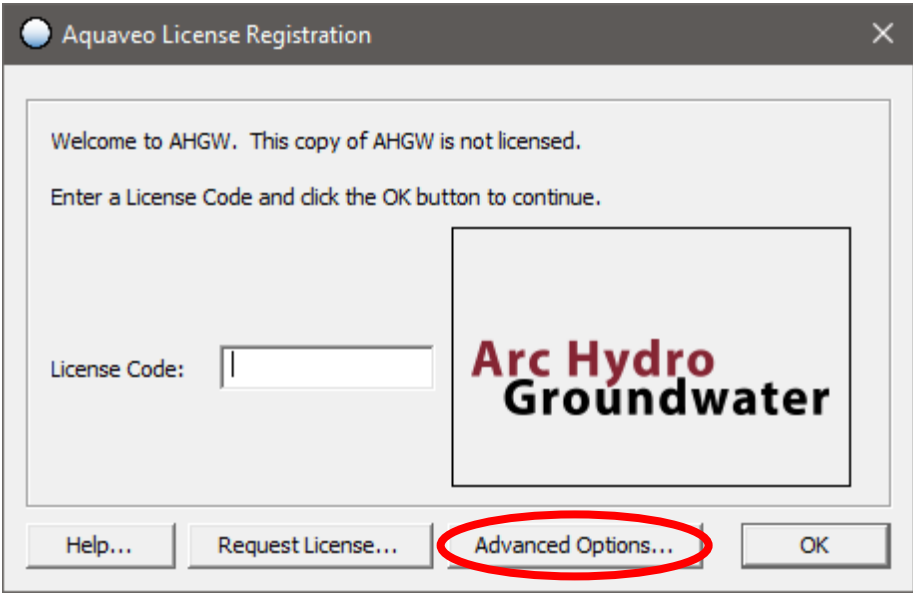 Aquaveo License Registration
Welcome to AHGW. This copy of AHGW is not licensed.
Enter a License Code and click the OK button to continue.
License Code:
Arc Hydro
Groundwater
Help...
Request License...
Advanced Options...
OK